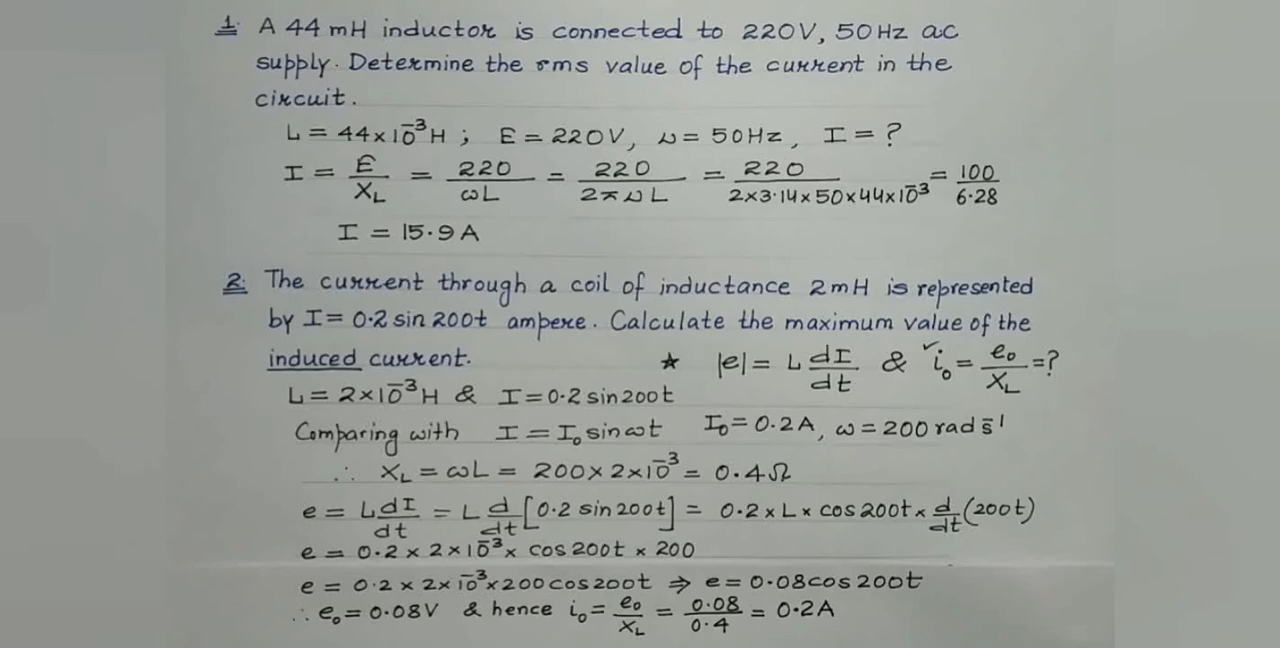 1. A 44 mH inductor is connected to 220V, 50Hz ac
supply. Determine the rms value of the current in the
circuit.
L = 44×10⁻³H ; E = 220V, ν = 50Hz, I = ?
I = E/X_L = 220/ωL = 220/2πνL = 220/2×3·14×50×44×10⁻³ = 100/6·28
I = 15·9A
2. The current through a coil of inductance 2mH is represented
by I = 0·2 sin 200t ampere. Calculate the maximum value of the
induced current. ★ |e| = L dI/dt & ✓i₀ = e₀/X_L = ?
L = 2×10⁻³H & I = 0·2 sin 200t
Comparing with I = I₀ sin ωt I₀ = 0·2A, ω = 200 rad s⁻¹
∴ X_L = ωL = 200×2×10⁻³ = 0.4Ω
e = L dI/dt = L d/dt [0·2 sin 200t] = 0·2 × L × cos 200t × d/dt (200t)
e = 0·2 × 2×10⁻³ × cos 200t × 200
e = 0·2 × 2×10⁻³×200 cos 200t ⇒ e = 0·08 cos 200t
∴ e₀ = 0·08V & hence i₀ = e₀/X_L = 0·08/0·4 = 0·2A